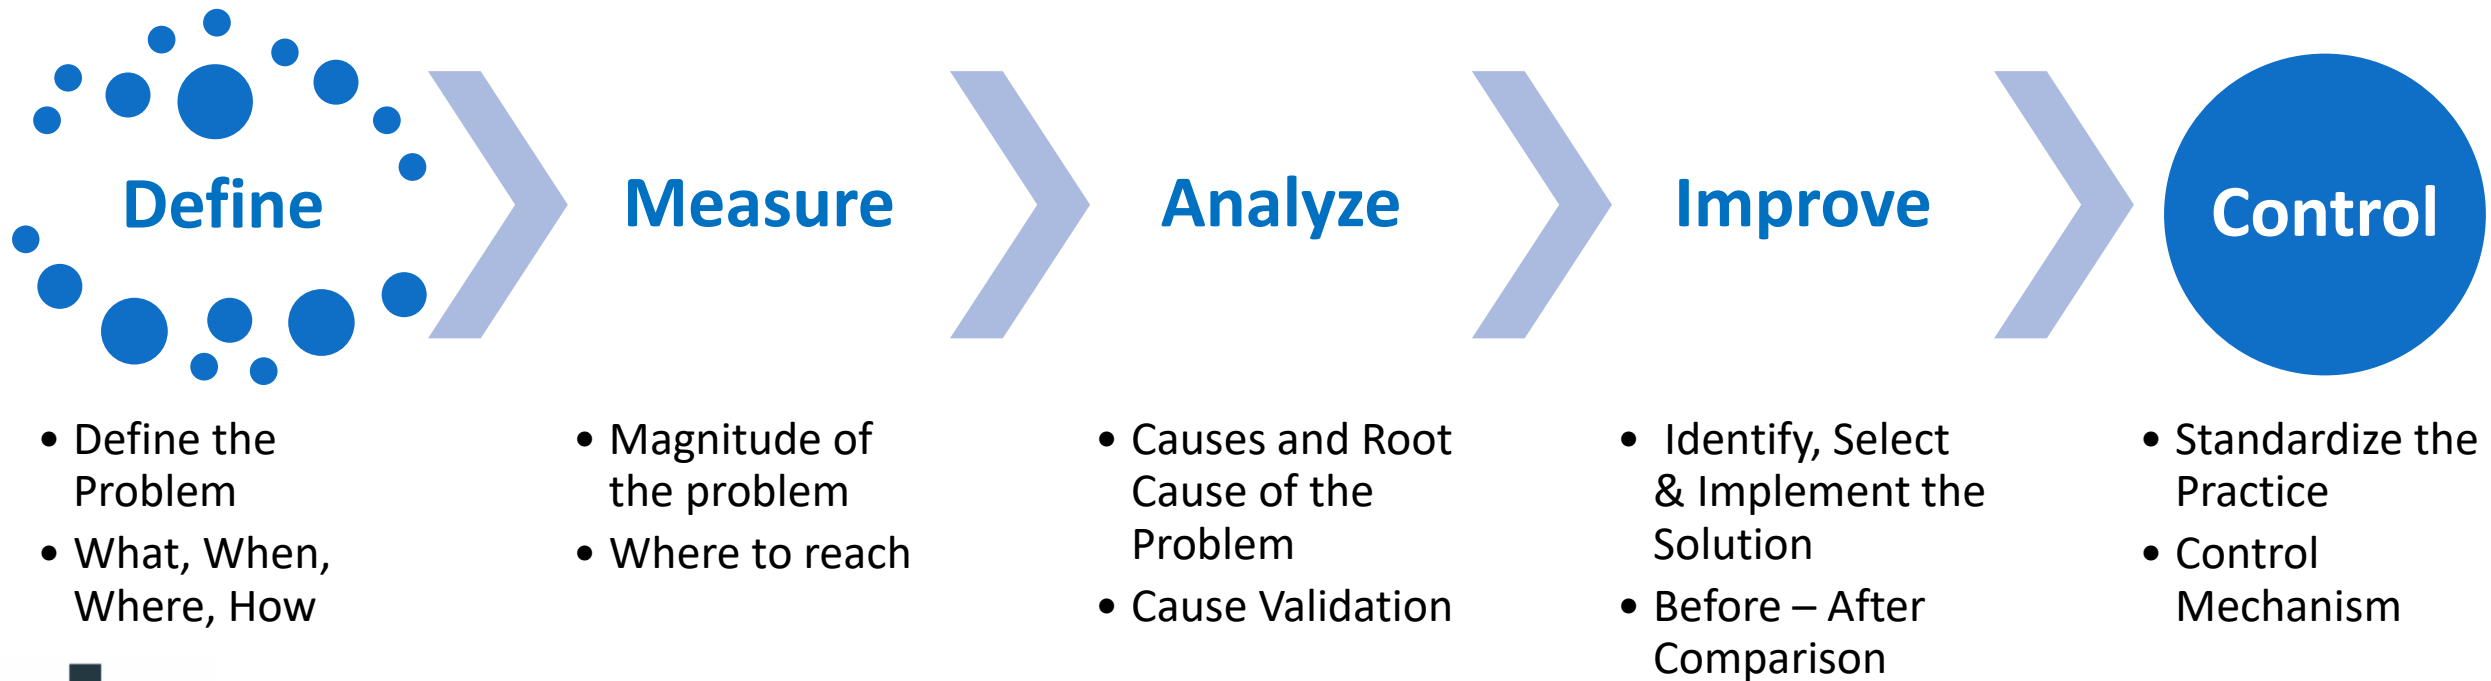 Define
Measure
Analyze
Improve
Control
• Define the
Problem
• What, When,
Where, How
• Magnitude of
the problem
• Where to reach
• Causes and Root
Cause of the
Problem
• Cause Validation
• Identify, Select
& Implement the
Solution
• Before – After
Comparison
• Standardize the
Practice
• Control
Mechanism